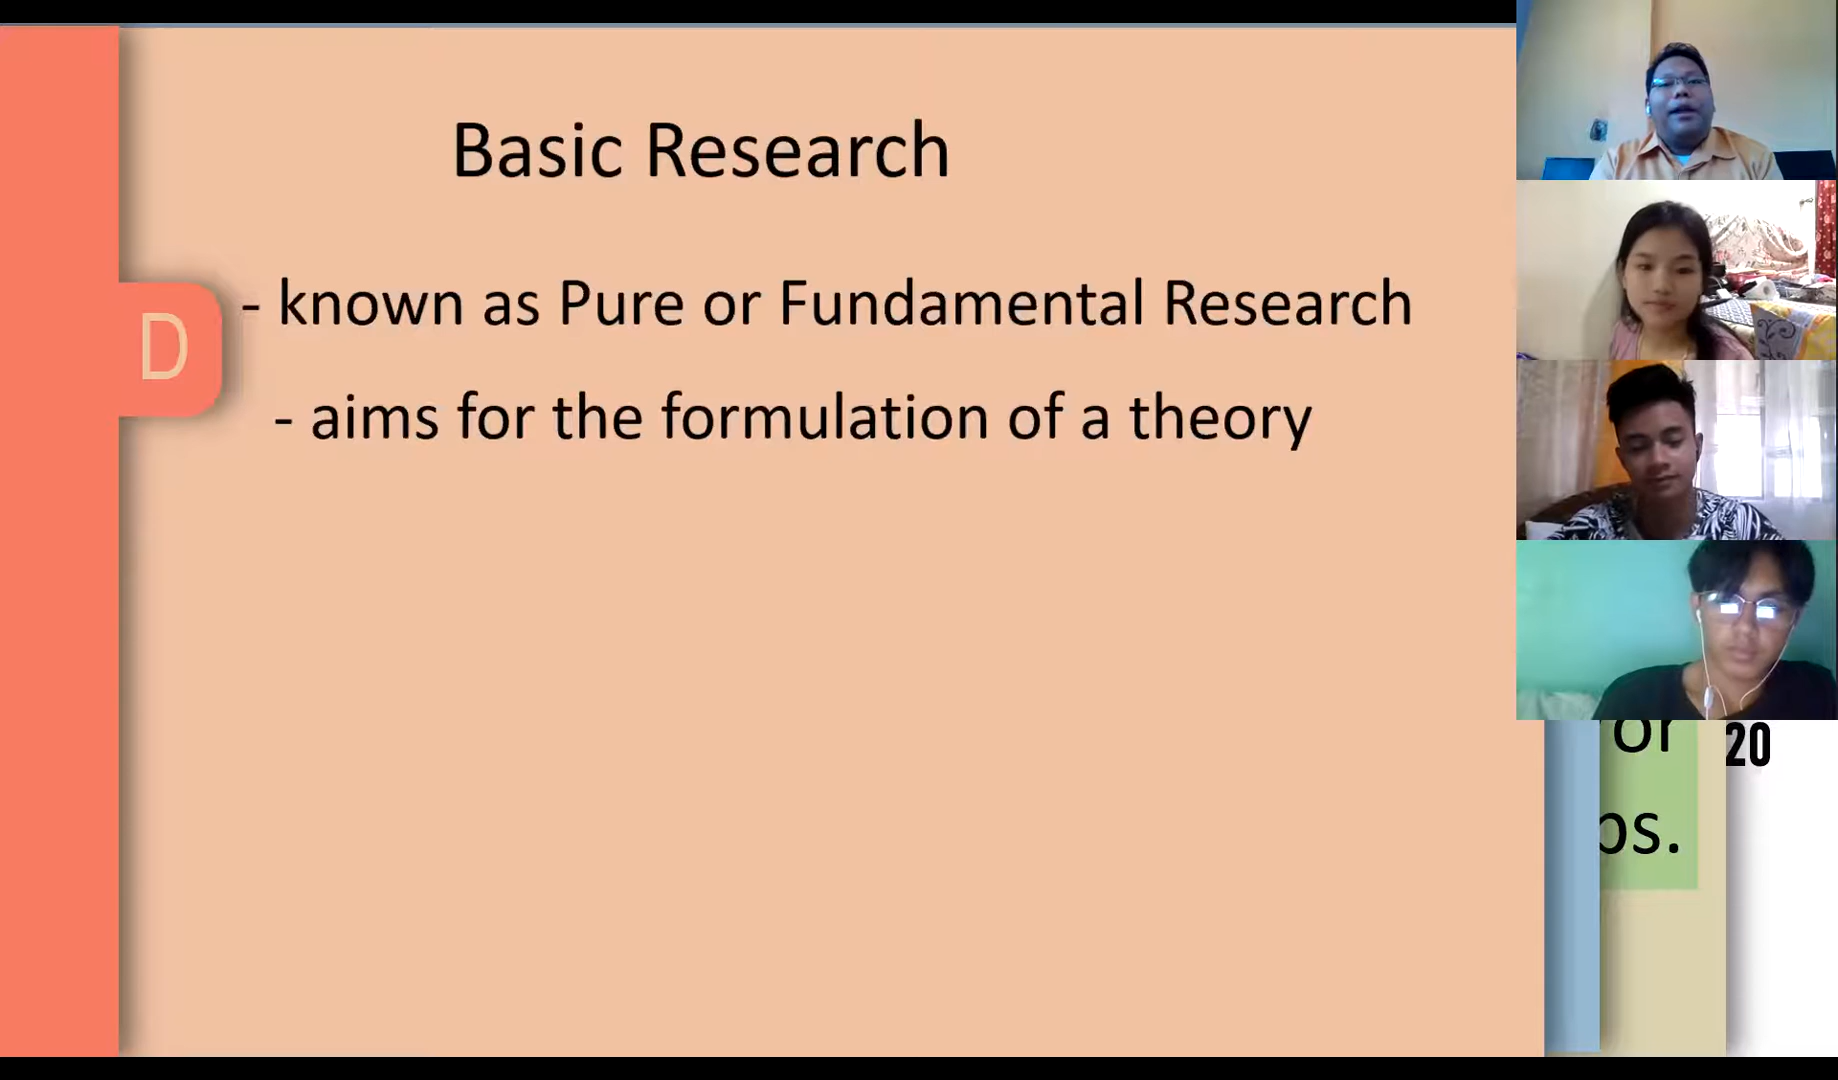 Basic Research
- known as Pure or Fundamental Research
D
- aims for the formulation of a theory
or
20
os.